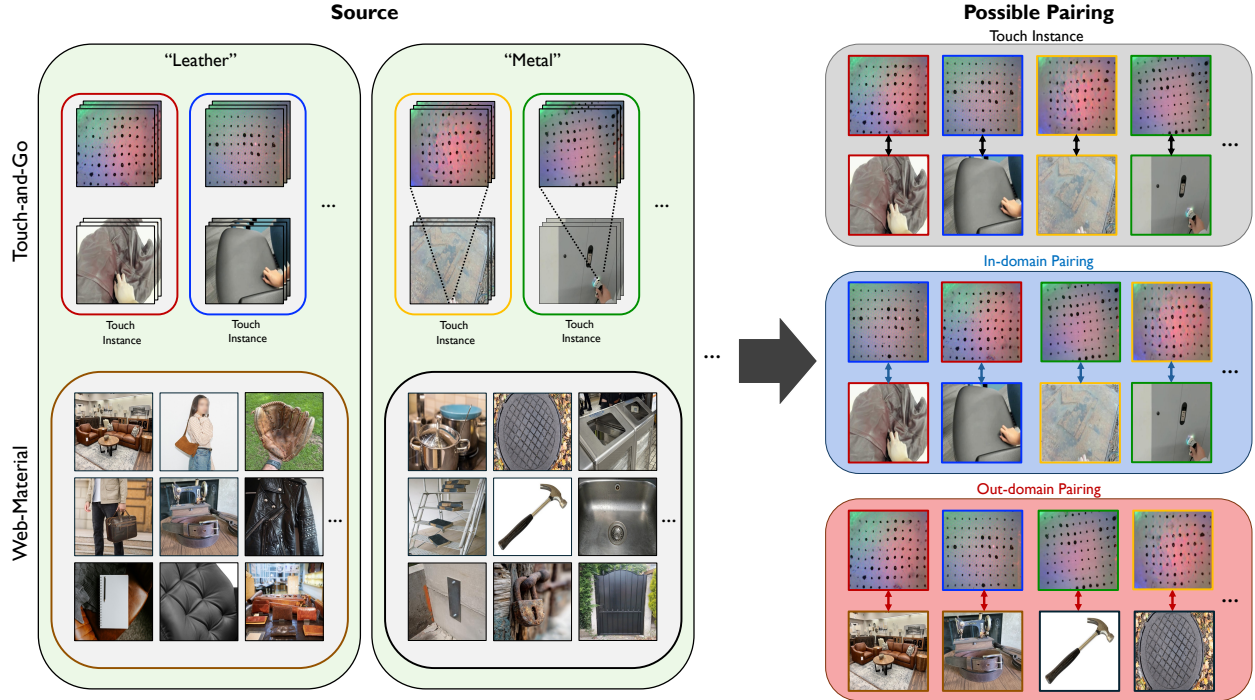 Source
Possible Pairing
"Leather"
"Metal"
Touch Instance
Touch-and-Go
...
...
Touch
Instance
Touch
Instance
Touch
Instance
Touch
Instance
...
...
In-domain Pairing
...
Web-Material
...
...
Out-domain Pairing
...